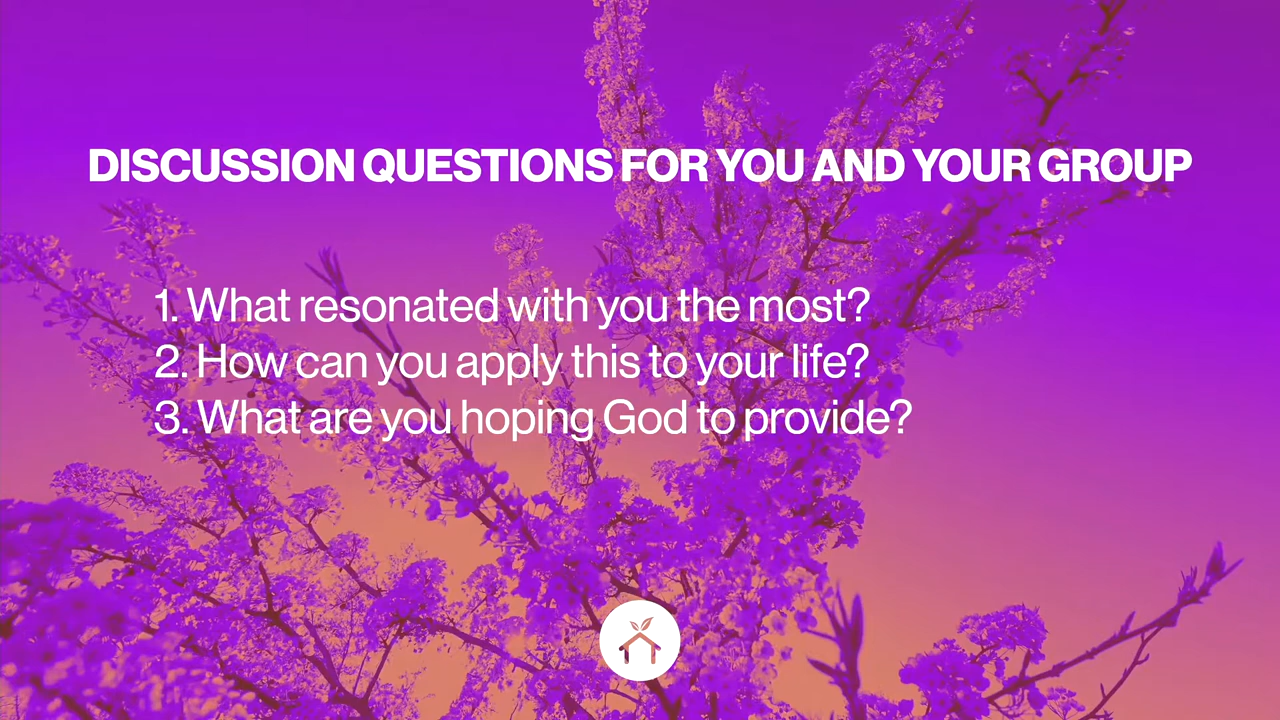 DISCUSSION QUESTIONS FOR YOU AND YOUR GROUP
1. What resonated with you the most?
2. How can you apply this to your life?
3. What are you hoping God to provide?